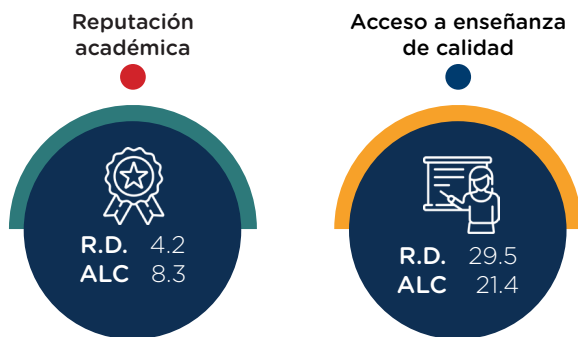 Reputación
académica
R.D. 4.2
ALC 8.3
Acceso a enseñanza
de calidad
R.D. 29.5
ALC 21.4